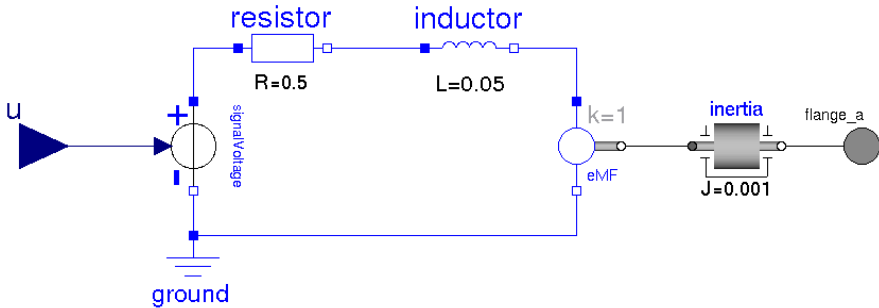 resistor
inductor
R=0.5
L=0.05
u
+
signalVoltage
-
k=1
eMF
inertia
J=0.001
flange_a
ground